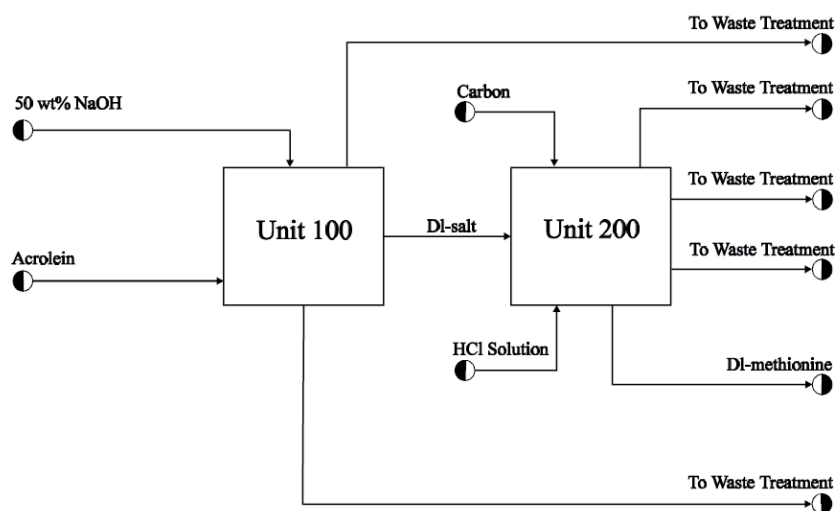 To Waste Treatment
50 wt% NaOH
Carbon
To Waste Treatment
Unit 100
Dl-salt
Unit 200
To Waste Treatment
Acrolein
To Waste Treatment
HCl Solution
Dl-methionine
To Waste Treatment